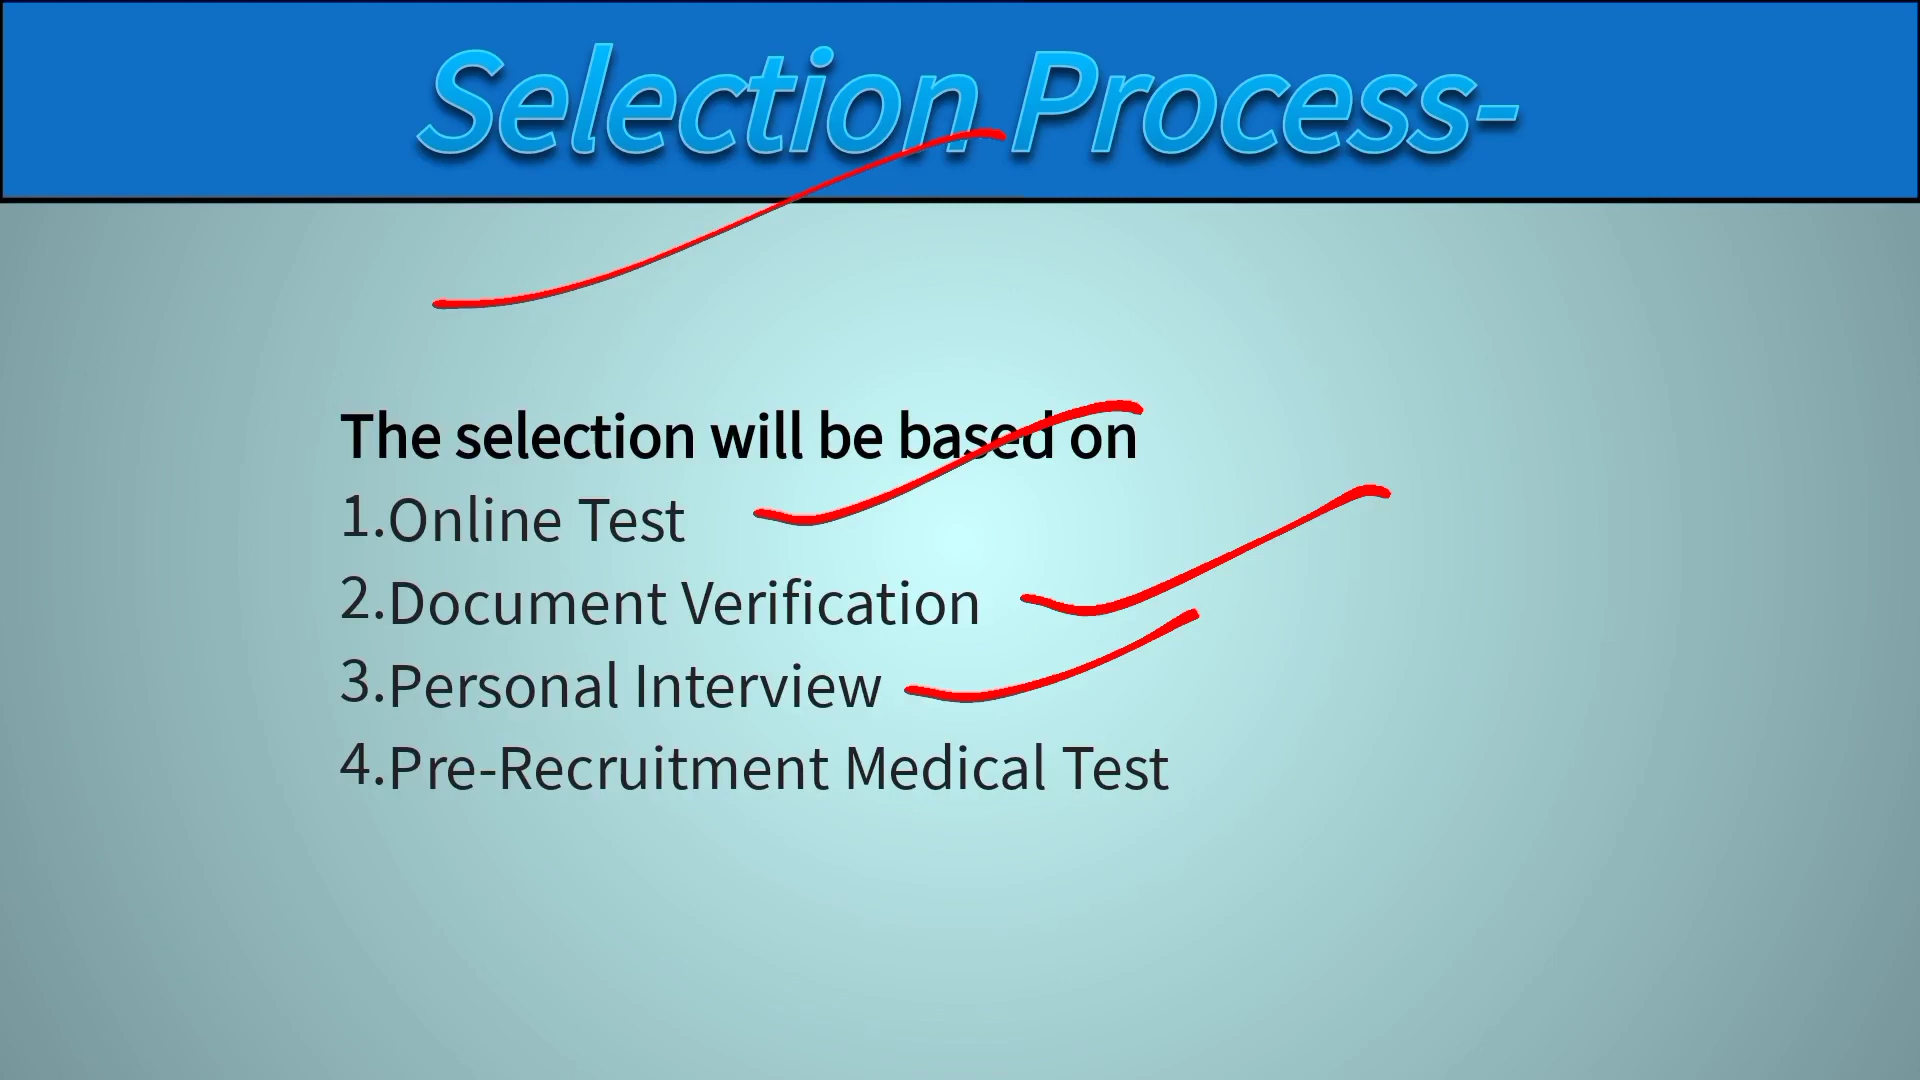 Selection Process-
The selection will be based on
1.Online Test
2.Document Verification
3.Personal Interview
4.Pre-Recruitment Medical Test